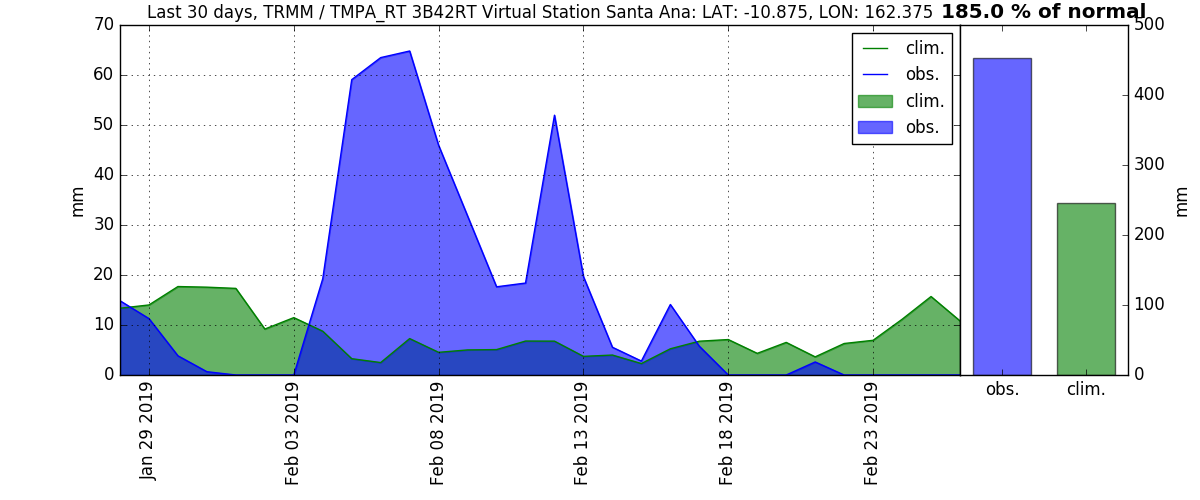 Last 30 days, TRMM / TMPA_RT 3B42RT Virtual Station Santa Ana: LAT: -10.875, LON: 162.375 185.0 % of normal
70
60
50
40
30
20
10
0
mm
clim.
obs.
clim.
obs.
Jan 29 2019
Feb 03 2019
Feb 08 2019
Feb 13 2019
Feb 18 2019
Feb 23 2019
500
400
300
200
100
0
mm
obs. clim.